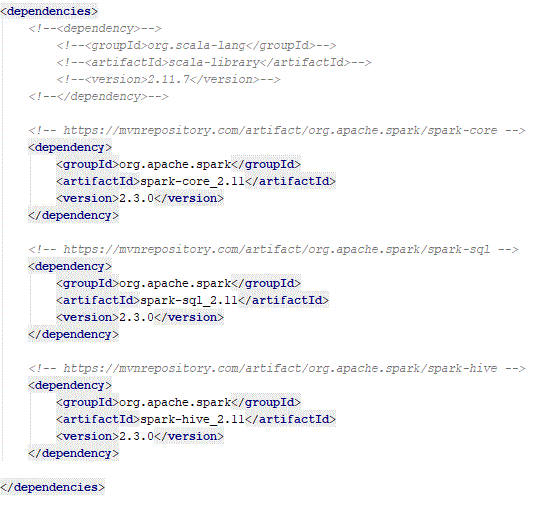 <dependencies>
<!--<dependency>-->
<!--<groupId>org.scala-lang</groupId>-->
<!--<artifactId>scala-library</artifactId>-->
<!--<version>2.11.7</version>-->
<!--</dependency>-->
<!-- https://mvnrepository.com/artifact/org.apache.spark/spark-core -->
<dependency>
<groupId>org.apache.spark</groupId>
<artifactId>spark-core_2.11</artifactId>
<version>2.3.0</version>
</dependency>
<!-- https://mvnrepository.com/artifact/org.apache.spark/spark-sql -->
<dependency>
<groupId>org.apache.spark</groupId>
<artifactId>spark-sql_2.11</artifactId>
<version>2.3.0</version>
</dependency>
<!-- https://mvnrepository.com/artifact/org.apache.spark/spark-hive -->
<dependency>
<groupId>org.apache.spark</groupId>
<artifactId>spark-hive_2.11</artifactId>
<version>2.3.0</version>
</dependency>
</dependencies>